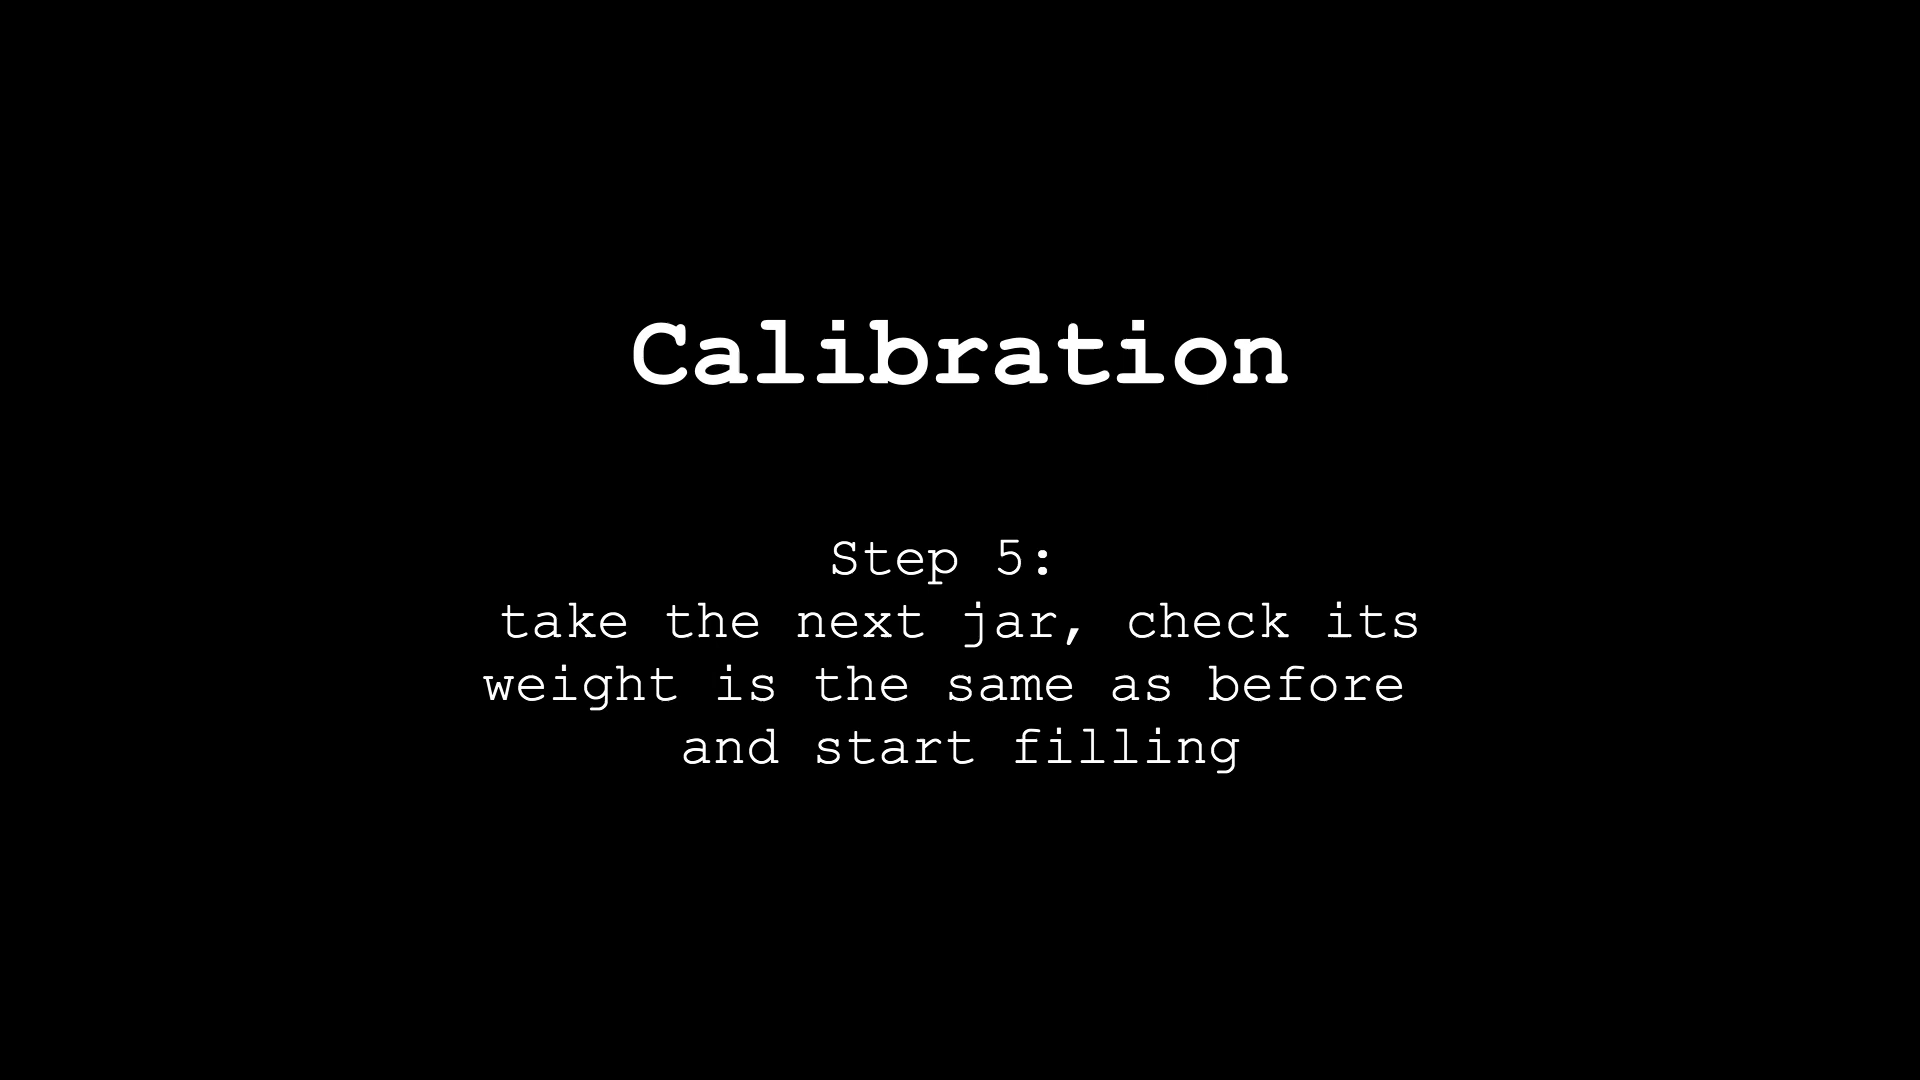 Calibration
Step 5:
take the next jar, check its
weight is the same as before
and start filling